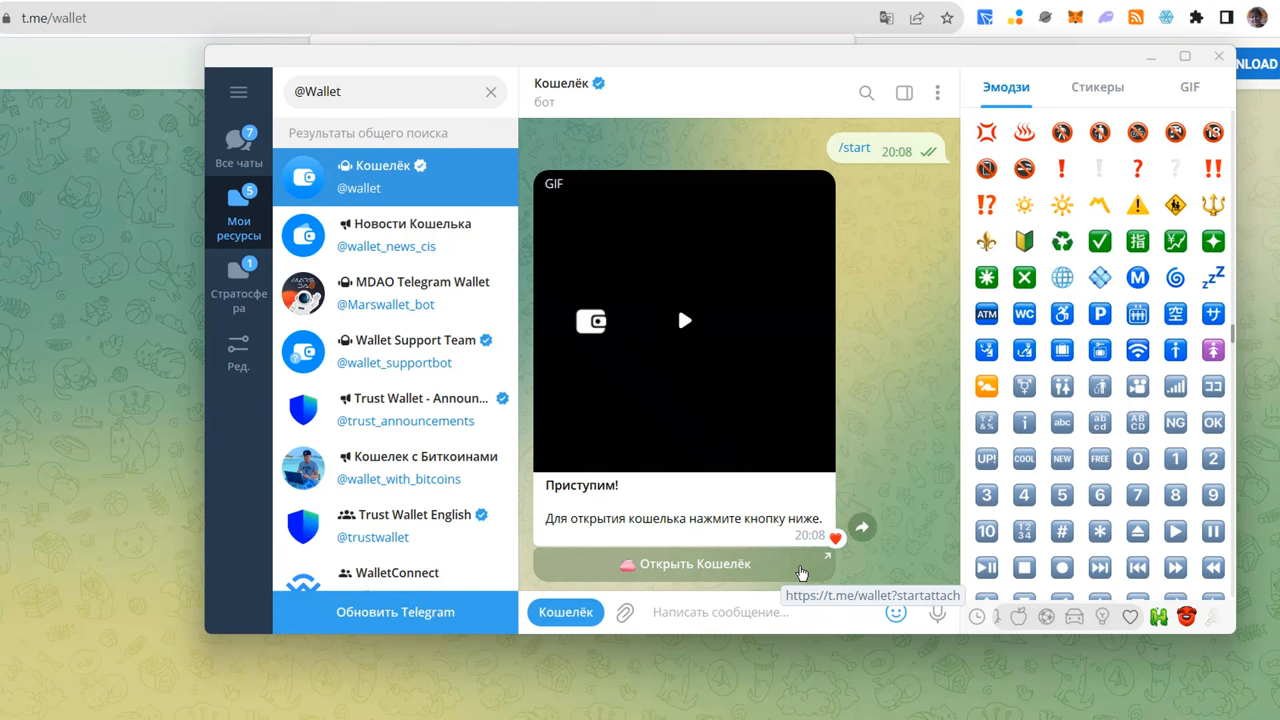 t.me/wallet
NLOAD
@Wallet
Результаты общего поиска
7
Все чаты
5
Мои
ресурсы
1
Стратосфе
ра
Ред.
Кошелёк
@wallet
Новости Кошелька
@wallet_news_cis
MDAO Telegram Wallet
@Marswallet_bot
Wallet Support Team
@wallet_supportbot
Trust Wallet - Announ...
@trust_announcements
Кошелек с Биткоинами
@wallet_with_bitcoins
Trust Wallet English
@trustwallet
WalletConnect
Обновить Telegram
Кошелёк
бот
/start
20:08
GIF
Приступим!
Для открытия кошелька нажмите кнопку ниже.
20:08
Открыть Кошелёк
https://t.me/wallet?startattach
Кошелёк
Написать сообщение...
Эмодзи
Стикеры
GIF
ATM
WC
P
NG
OK
UP!
COOL
NEW
FREE
0
1
2
3
4
5
6
7
8
9
10
#
*